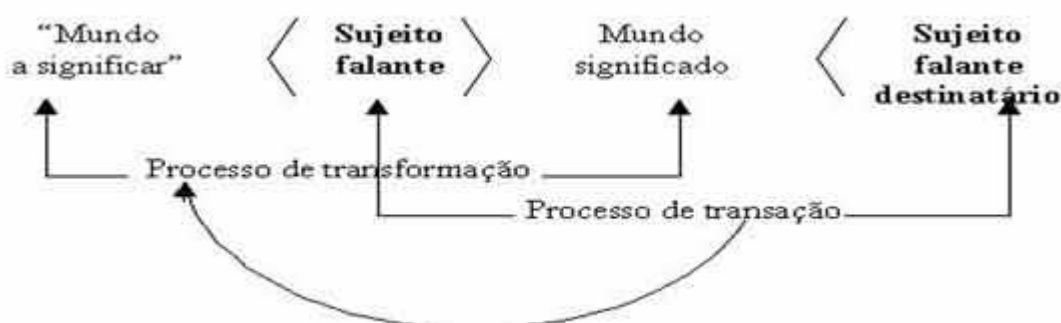 “Mundo
a significar”
Sujeito
falante
Mundo
significado
Sujeito
falante
destinatário
Processo de transformação
Processo de transação